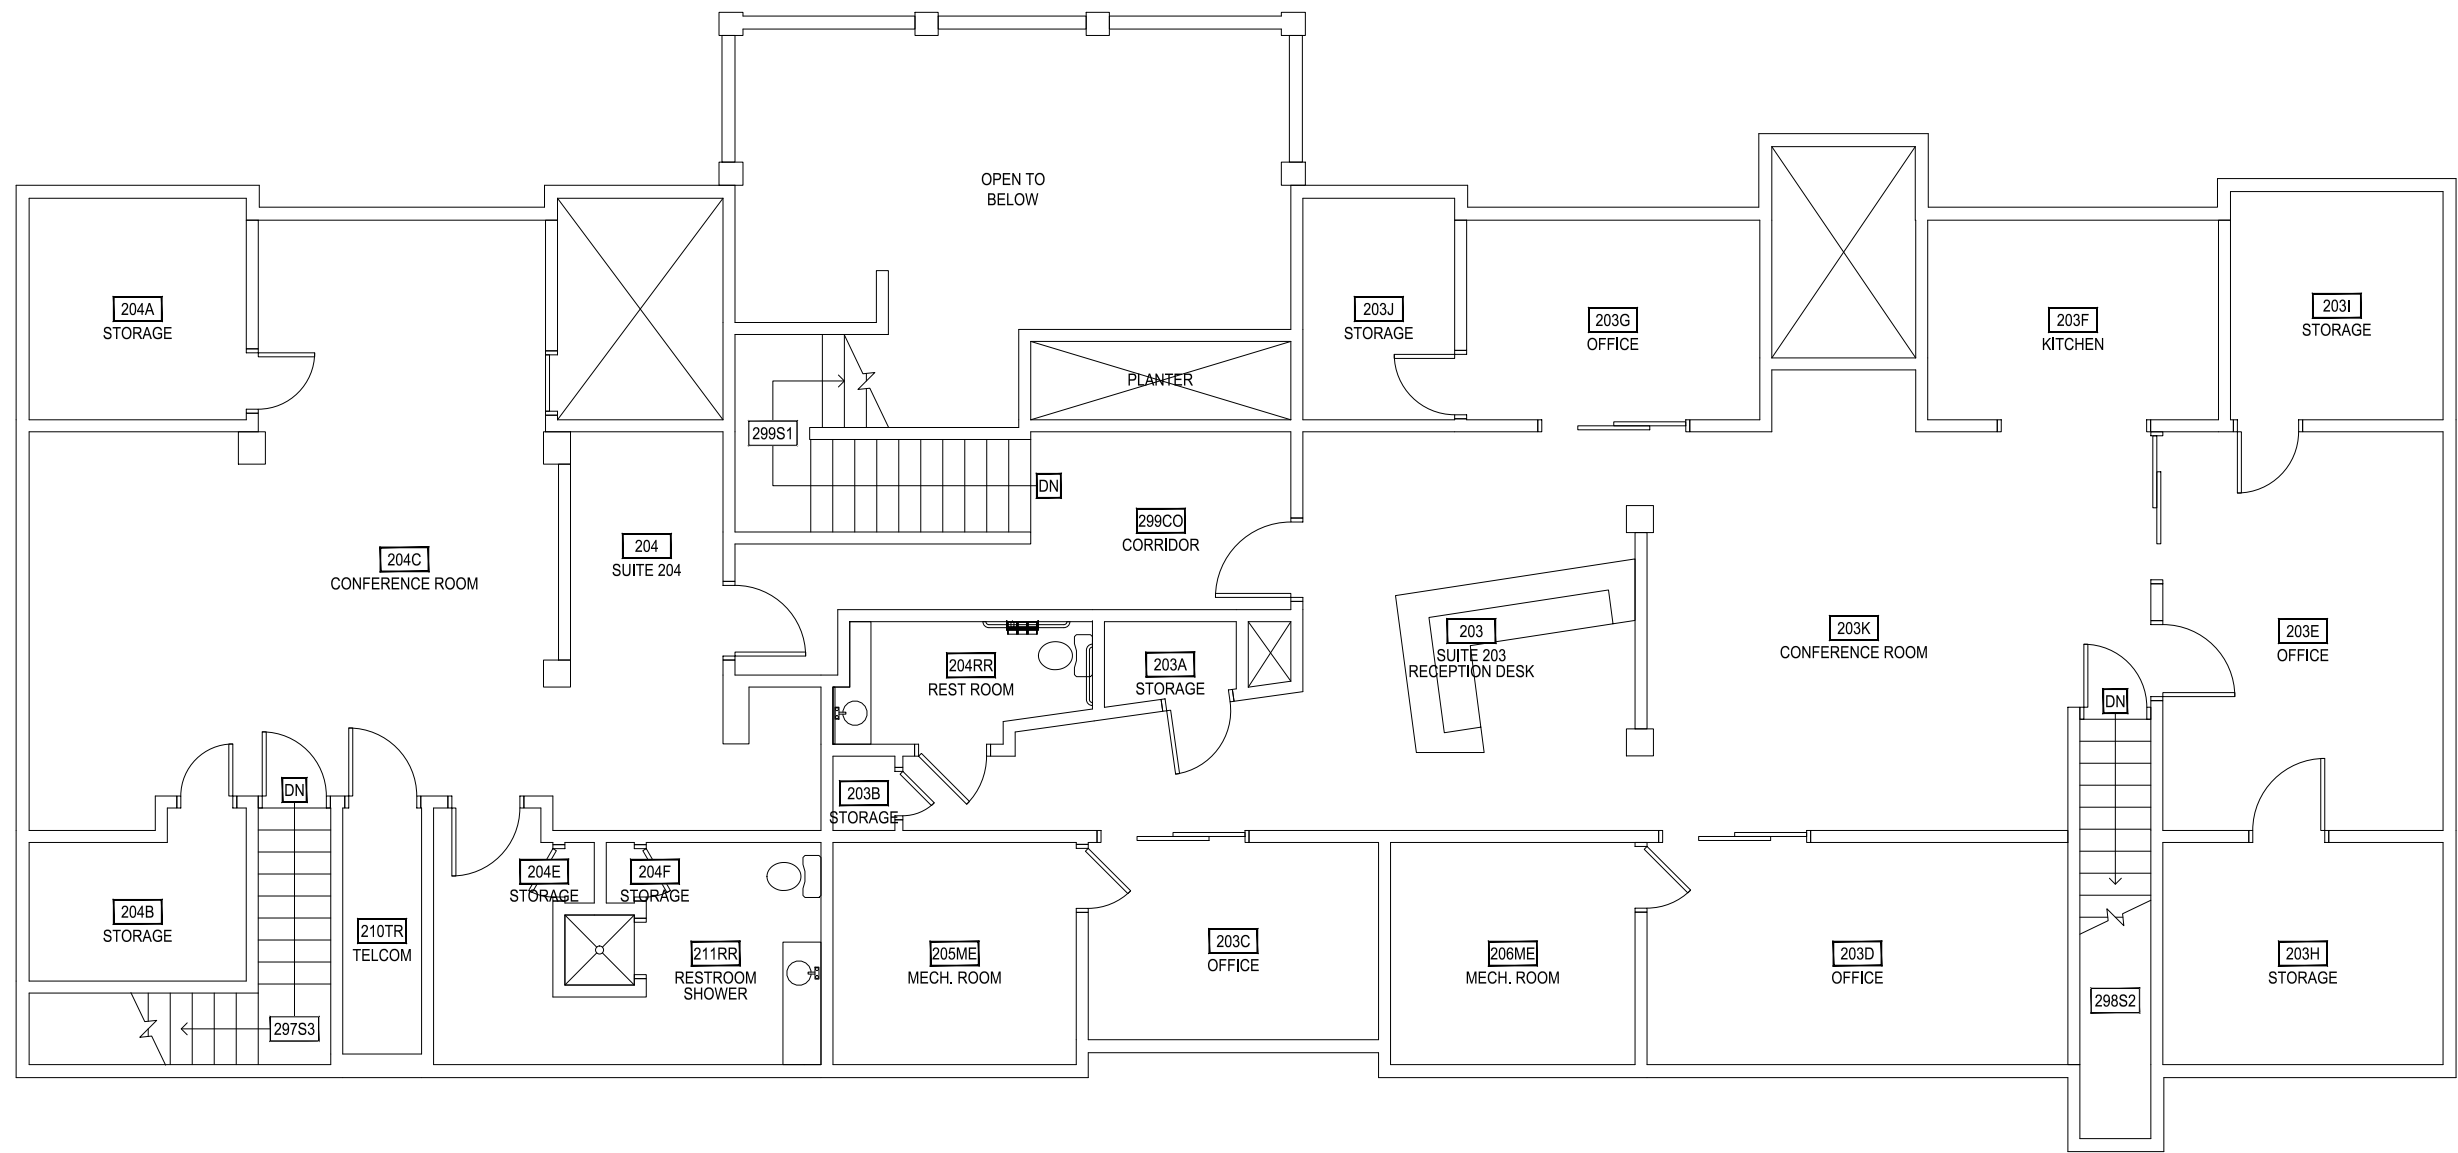 OPEN TO
BELOW
204A
STORAGE
203J
STORAGE
203G
OFFICE
203F
KITCHEN
203I
STORAGE
PLANTER
299S1
DN
299CO
CORRIDOR
204C
CONFERENCE ROOM
204
SUITE 204
203
SUITE 203
RECEPTION DESK
203K
CONFERENCE ROOM
203E
OFFICE
204RR
REST ROOM
203A
STORAGE
DN
DN
203B
STORAGE
204E
STORAGE
204F
STORAGE
204B
STORAGE
210TR
TELCOM
211RR
RESTROOM
SHOWER
205ME
MECH. ROOM
203C
OFFICE
206ME
MECH. ROOM
203D
OFFICE
203H
STORAGE
298S2
297S3